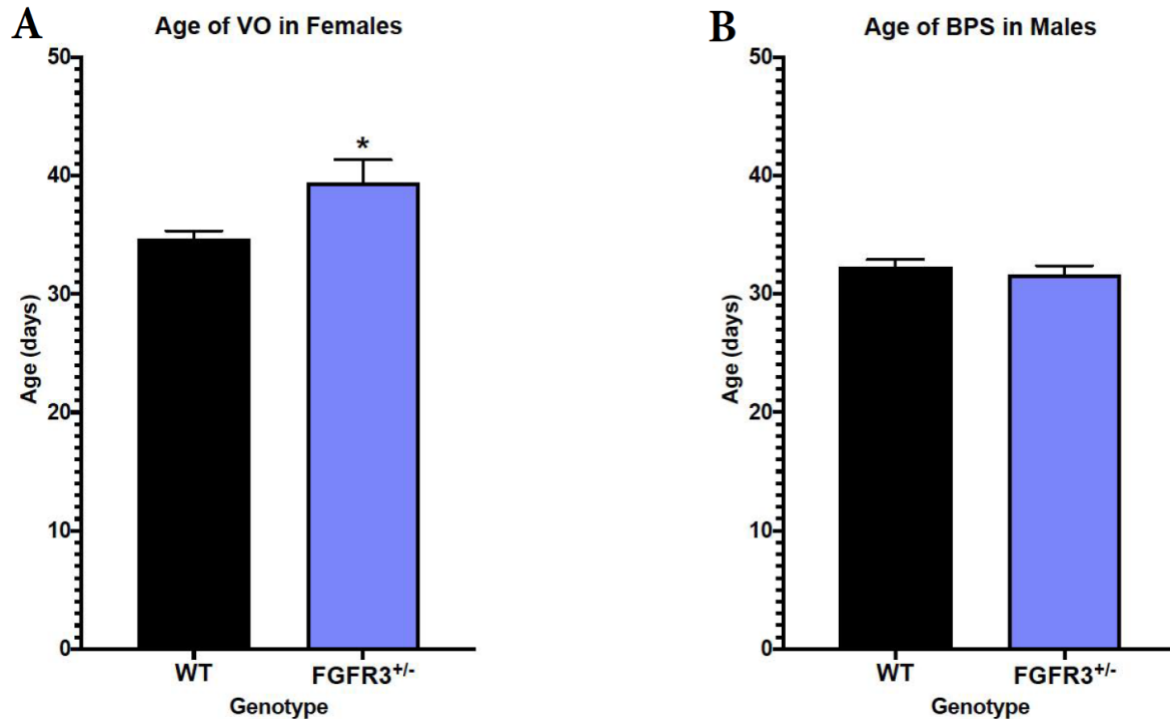 A
Age of VO in Females
50
40
30
20
10
0
Age (days)
*
WT
FGFR3+/-
Genotype
B
Age of BPS in Males
50
40
30
20
10
0
Age (days)
WT
FGFR3+/-
Genotype